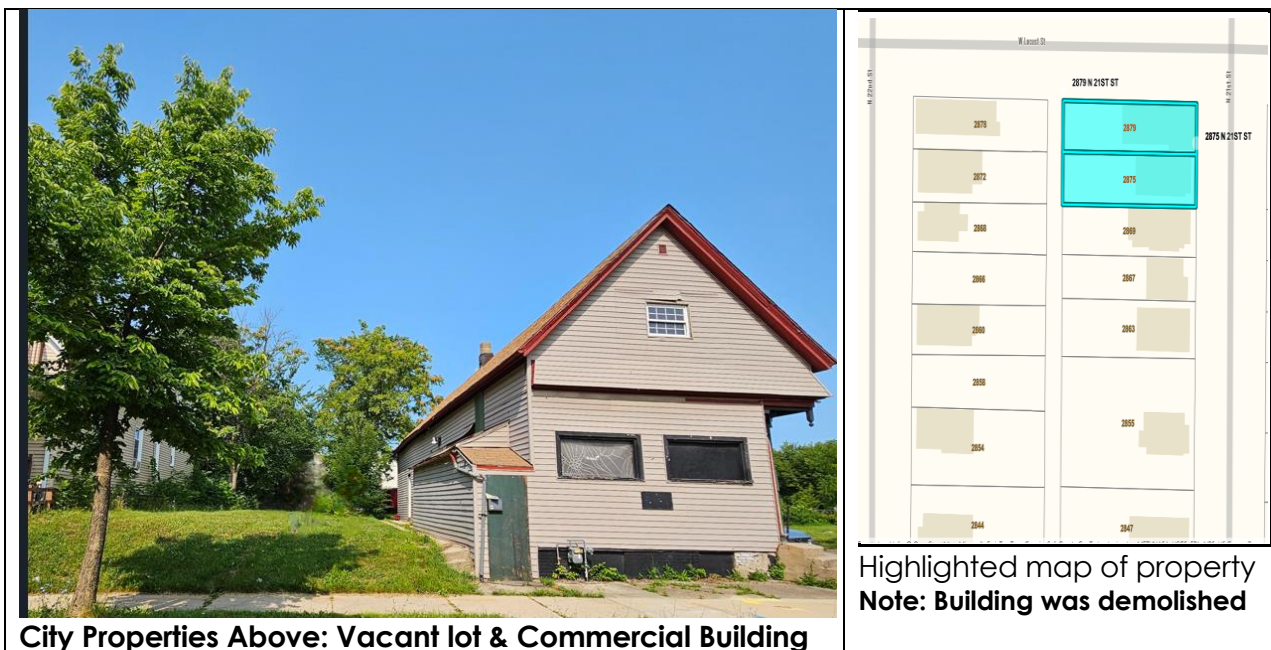 City Properties Above: Vacant lot & Commercial Building
W Locust St
N 22nd St
N 21st St
2879 N 21ST ST
2875 N 21ST ST
2878
2879
2872
2875
2868
2869
2866
2867
2860
2863
2858
2855
2854
2844
2847
Highlighted map of property
Note: Building was demolished